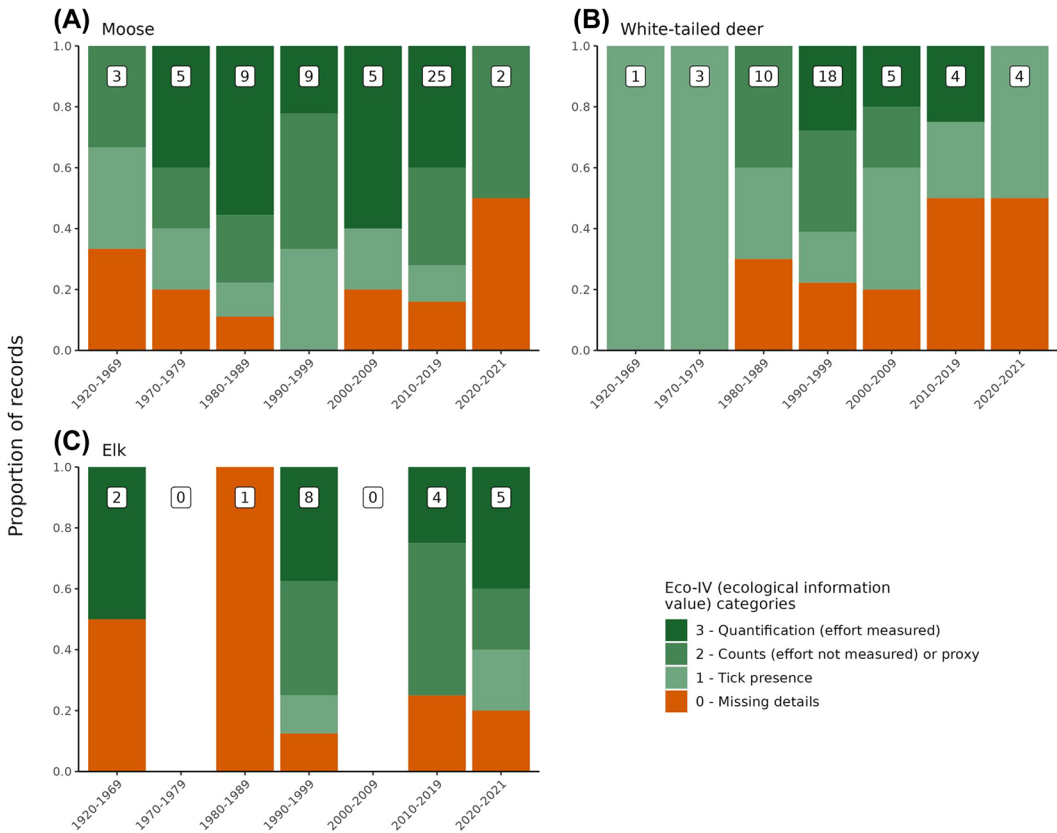 (A) Moose
1.0
0.8
0.6
0.4
0.2
0.0
3 5 9 9 5 25 2
1920-1969 1970-1979 1980-1989 1990-1999 2000-2009 2010-2019 2020-2021
(B) White-tailed deer
1.0
0.8
0.6
0.4
0.2
0.0
1 3 10 18 5 4 4
1920-1969 1970-1979 1980-1989 1990-1999 2000-2009 2010-2019 2020-2021
Proportion of records
(C) Elk
1.0
0.8
0.6
0.4
0.2
0.0
2 0 1 8 0 4 5
1920-1969 1970-1979 1980-1989 1990-1999 2000-2009 2010-2019 2020-2021
Eco-IV (ecological information
value) categories
3 - Quantification (effort measured)
2 - Counts (effort not measured) or proxy
1 - Tick presence
0 - Missing details